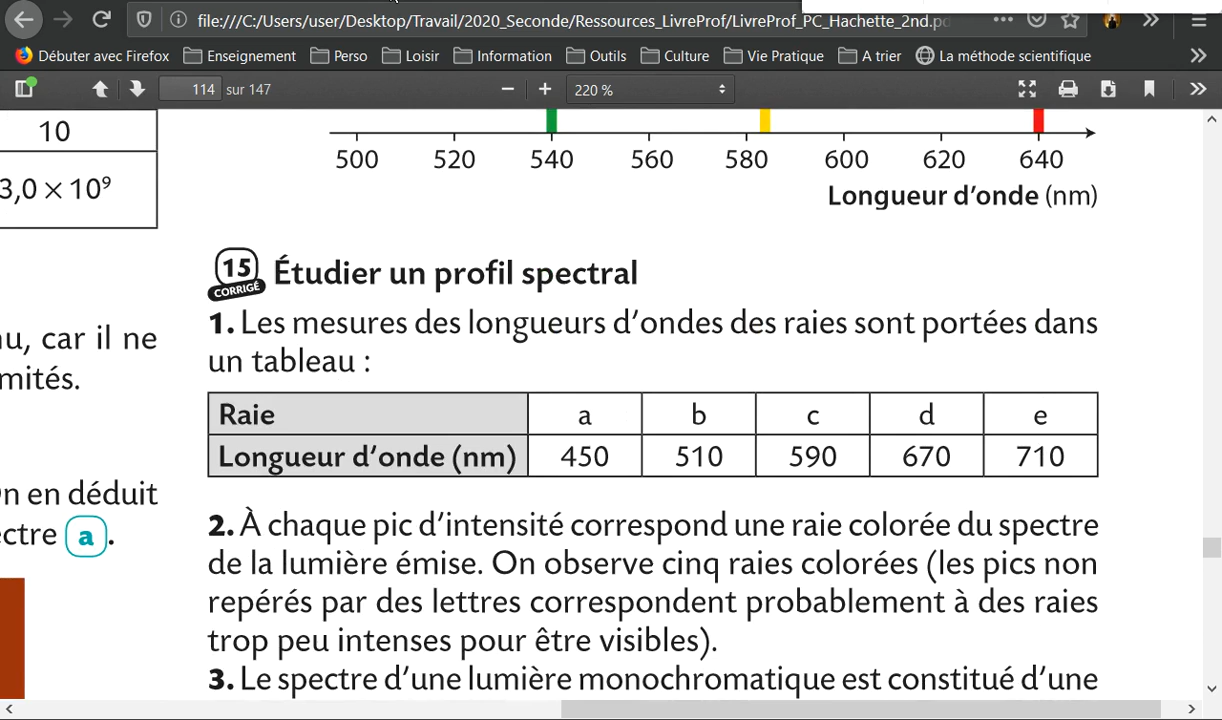 file:///C:/Users/user/Desktop/Travail/2020_Seconde/Ressources_LivreProf/LivreProf_PC_Hachette_2nd.pd
Débuter avec Firefox Enseignement Perso Loisir Information Outils Culture Vie Pratique A trier La méthode scientifique
114 sur 147 220 %
10
3,0 × 10⁹
500 520 540 560 580 600 620 640
Longueur d’onde (nm)
15 Étudier un profil spectral
CORRIGÉ
1. Les mesures des longueurs d’ondes des raies sont portées dans
un tableau :
Raie a b c d e
Longueur d’onde (nm) 450 510 590 670 710
2. À chaque pic d’intensité correspond une raie colorée du spectre
de la lumière émise. On observe cinq raies colorées (les pics non
repérés par des lettres correspondent probablement à des raies
trop peu intenses pour être visibles).
3. Le spectre d’une lumière monochromatique est constitué d’une
nu, car il ne
mités.
On en déduit
ectre a.